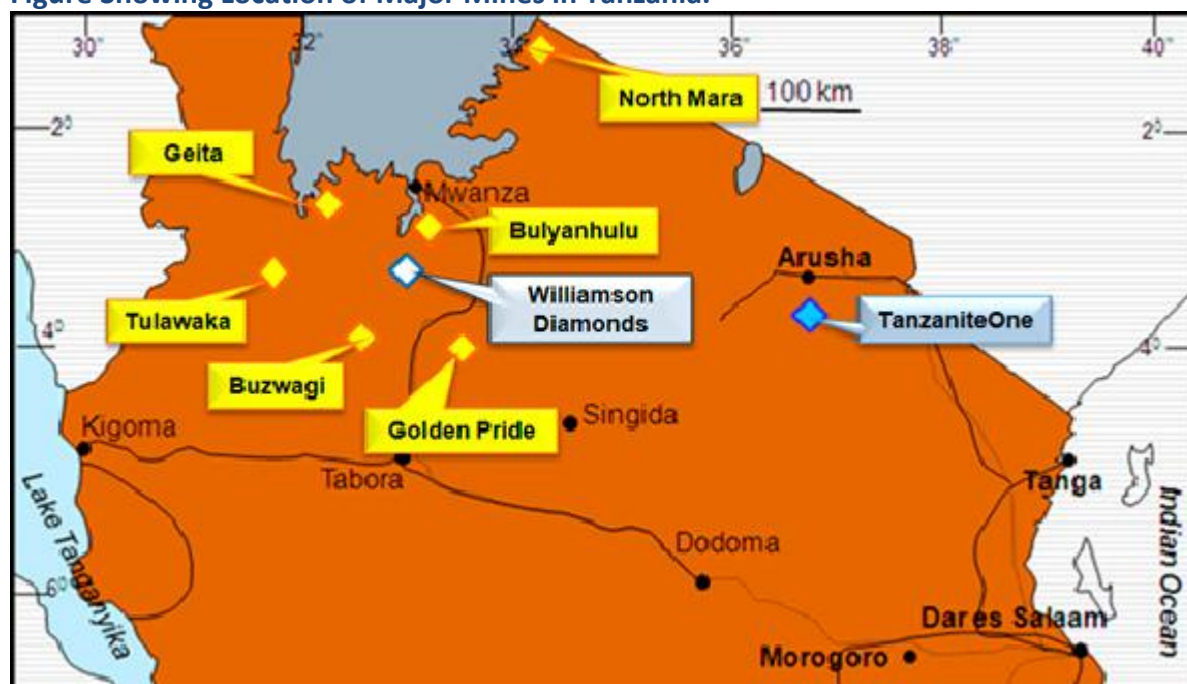 Figure Showing Location of Major Mines in Tanzania.
30°
32°
34°
36°
38°
40°
North Mara
100 km
2°
2°
Geita
Mwanza
Bulyanhulu
Arusha
Williamson
Diamonds
Tulawaka
TanzaniteOne
4°
4°
Buzwagi
Golden Pride
Singida
Kigoma
Tabora
Tanga
Lake Tanganyika
Indian Ocean
Dodoma
6°
Dares Salaam
Morogoro